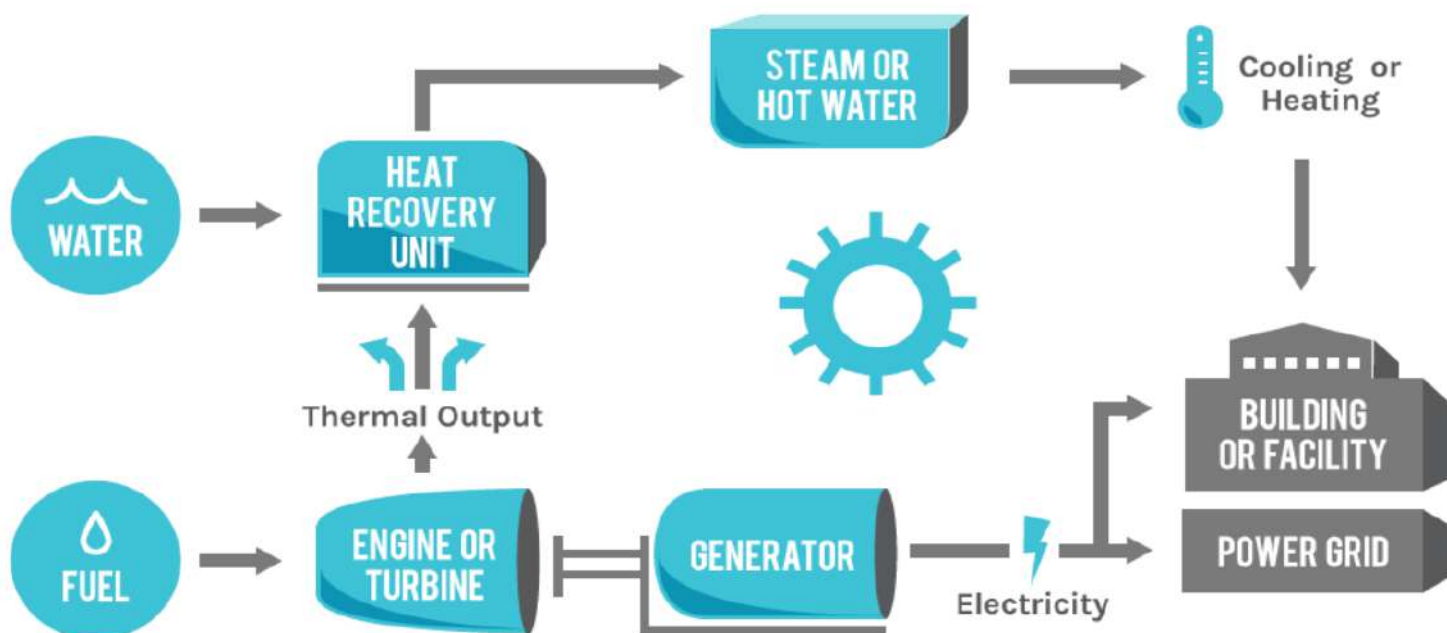 STEAM OR
HOT WATER
Cooling or
Heating
HEAT
RECOVERY
UNIT
WATER
Thermal Output
BUILDING
OR FACILITY
ENGINE OR
TURBINE
GENERATOR
POWER GRID
FUEL
Electricity